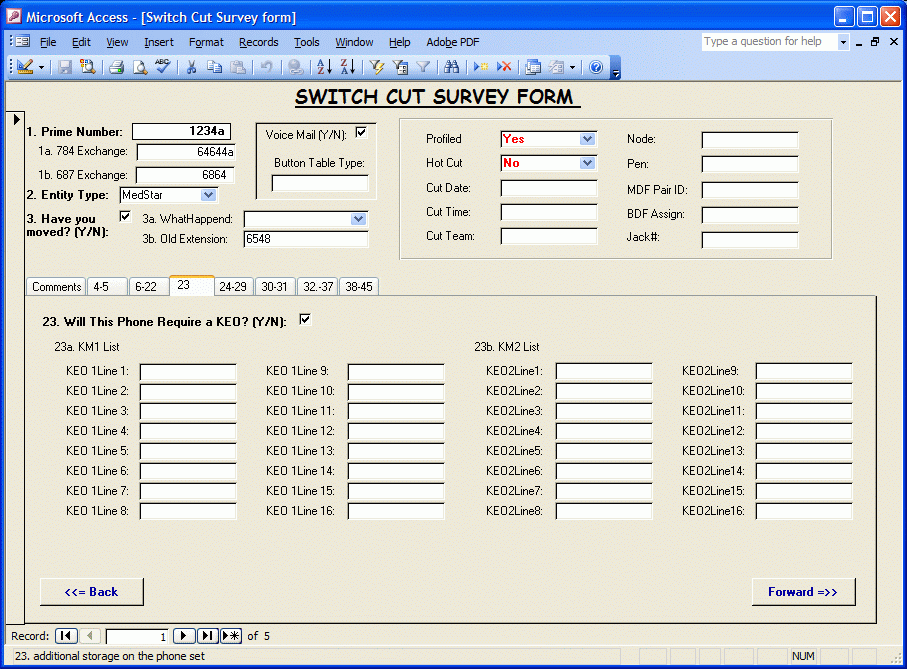 Microsoft Access - [Switch Cut Survey form]
File Edit View Insert Format Records Tools Window Help Adobe PDF Type a question for help
SWITCH CUT SURVEY FORM
1. Prime Number: 1234a
1a. 784 Exchange: 64644a
1b. 687 Exchange: 6864
2. Entity Type: MedStar
3. Have you moved? (Y/N):
3a. WhatHappend:
3b. Old Extension: 6548
Voice Mail (Y/N):
Button Table Type:
Profiled Yes
Hot Cut No
Cut Date:
Cut Time:
Cut Team:
Node:
Pen:
MDF Pair ID:
BDF Assign:
Jack#:
Comments 4-5 6-22 23 24-29 30-31 32.-37 38-45
23. Will This Phone Require a KEO? (Y/N):
23a. KM1 List 23b. KM2 List
KEO 1Line 1: KEO 1Line 9: KEO2Line1: KEO2Line9:
KEO 1Line 2: KEO 1Line 10: KEO2Line2: KEO2Line10:
KEO 1Line 3: KEO 1Line 11: KEO2Line3: KEO2Line11:
KEO 1Line 4: KEO 1Line 12: KEO2Line4: KEO2Line12:
KEO 1Line 5: KEO 1Line 13: KEO2Line5: KEO2Line13:
KEO 1Line 6: KEO 1Line 14: KEO2Line6: KEO2Line14:
KEO 1Line 7: KEO 1Line 15: KEO2Line7: KEO2Line15:
KEO 1Line 8: KEO 1Line 16: KEO2Line8: KEO2Line16:
<<= Back Forward =>>
Record: 1 of 5
23. additional storage on the phone set NUM